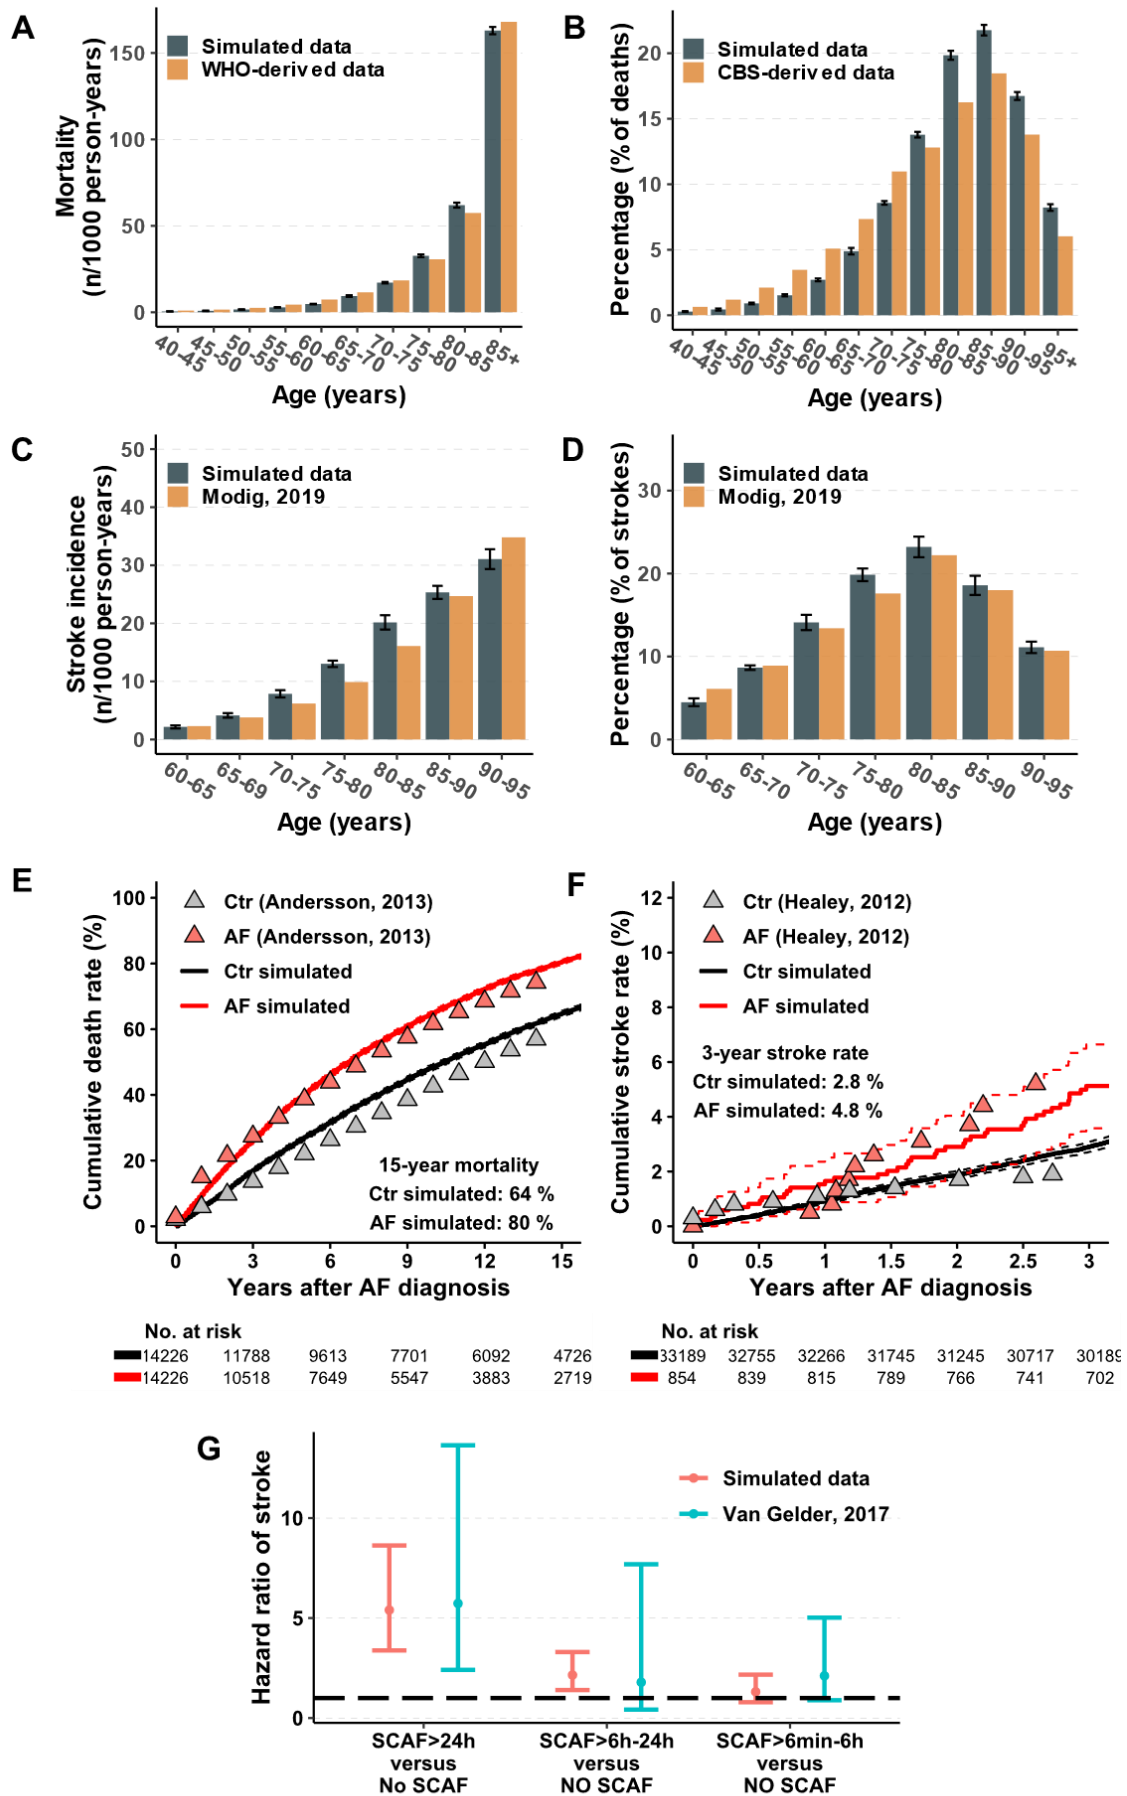 A
Simulated data
WHO-derived data
Mortality
(n/1000 person-years)
150
100
50
0
40-45
45-50
50-55
55-60
60-65
65-70
70-75
75-80
80-85
85+
Age (years)
B
Simulated data
CBS-derived data
Percentage (% of deaths)
20
15
10
5
0
40-45
45-50
50-55
55-60
60-65
65-70
70-75
75-80
80-85
85-90
90-95
95+
Age (years)
C
Simulated data
Modig, 2019
Stroke incidence
(n/1000 person-years)
50
40
30
20
10
0
60-65
65-69
70-75
75-80
80-85
85-90
90-95
Age (years)
D
Simulated data
Modig, 2019
Percentage (% of strokes)
30
20
10
0
60-65
65-70
70-75
75-80
80-85
85-90
90-95
Age (years)
E
Ctr (Andersson, 2013)
AF (Andersson, 2013)
Ctr simulated
AF simulated
Cumulative death rate (%)
100
80
60
40
20
0
15-year mortality
Ctr simulated: 64 %
AF simulated: 80 %
0 3 6 9 12 15
Years after AF diagnosis
No. at risk
14226 11788 9613 7701 6092 4726
14226 10518 7649 5547 3883 2719
F
Ctr (Healey, 2012)
AF (Healey, 2012)
Ctr simulated
AF simulated
Cumulative stroke rate (%)
12
10
8
6
4
2
0
3-year stroke rate
Ctr simulated: 2.8 %
AF simulated: 4.8 %
0 0.5 1 1.5 2 2.5 3
Years after AF diagnosis
No. at risk
33189 32755 32266 31745 31245 30717 30189
854 839 815 789 766 741 702
G
Simulated data
Van Gelder, 2017
Hazard ratio of stroke
10
5
0
SCAF>24h
versus
No SCAF
SCAF>6h-24h
versus
NO SCAF
SCAF>6min-6h
versus
NO SCAF